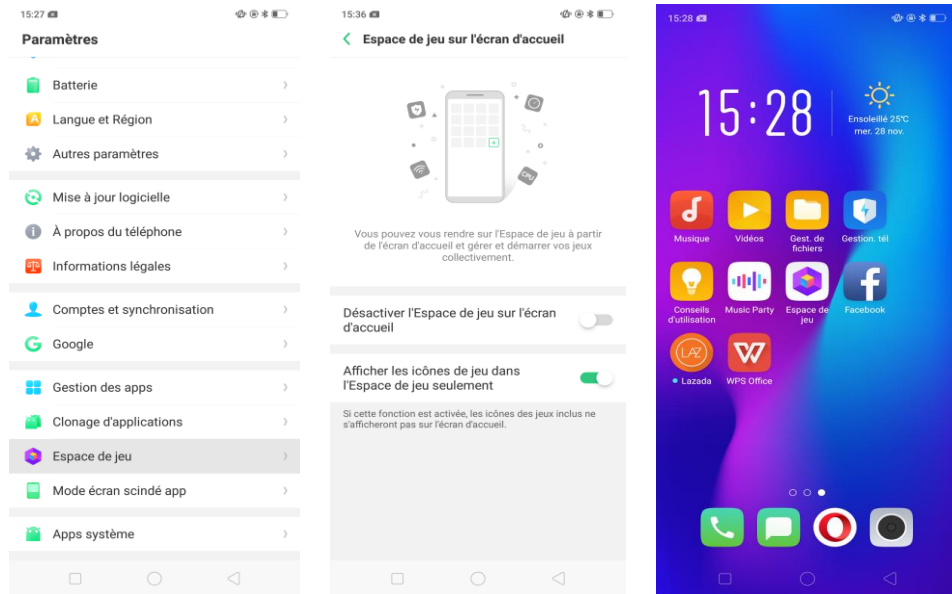 15:27
Paramètres
Batterie
Langue et Région
Autres paramètres
Mise à jour logicielle
À propos du téléphone
Informations légales
Comptes et synchronisation
Google
Gestion des apps
Clonage d'applications
Espace de jeu
Mode écran scindé app
Apps système
15:36
Espace de jeu sur l'écran d'accueil
CPU
Vous pouvez vous rendre sur l'Espace de jeu à partir
de l'écran d'accueil et gérer et démarrer vos jeux
collectivement.
Désactiver l'Espace de jeu sur l'écran
d'accueil
Afficher les icônes de jeu dans
l'Espace de jeu seulement
Si cette fonction est activée, les icônes des jeux inclus ne
s'afficheront pas sur l'écran d'accueil.
15:28
15:28
Ensoleillé 25°C
mer. 28 nov.
Musique
Vidéos
Gest. de
fichiers
Gestion. tél
Conseils
d'utilisation
Music Party
Espace de
jeu
Facebook
LAZ
Lazada
WPS Office